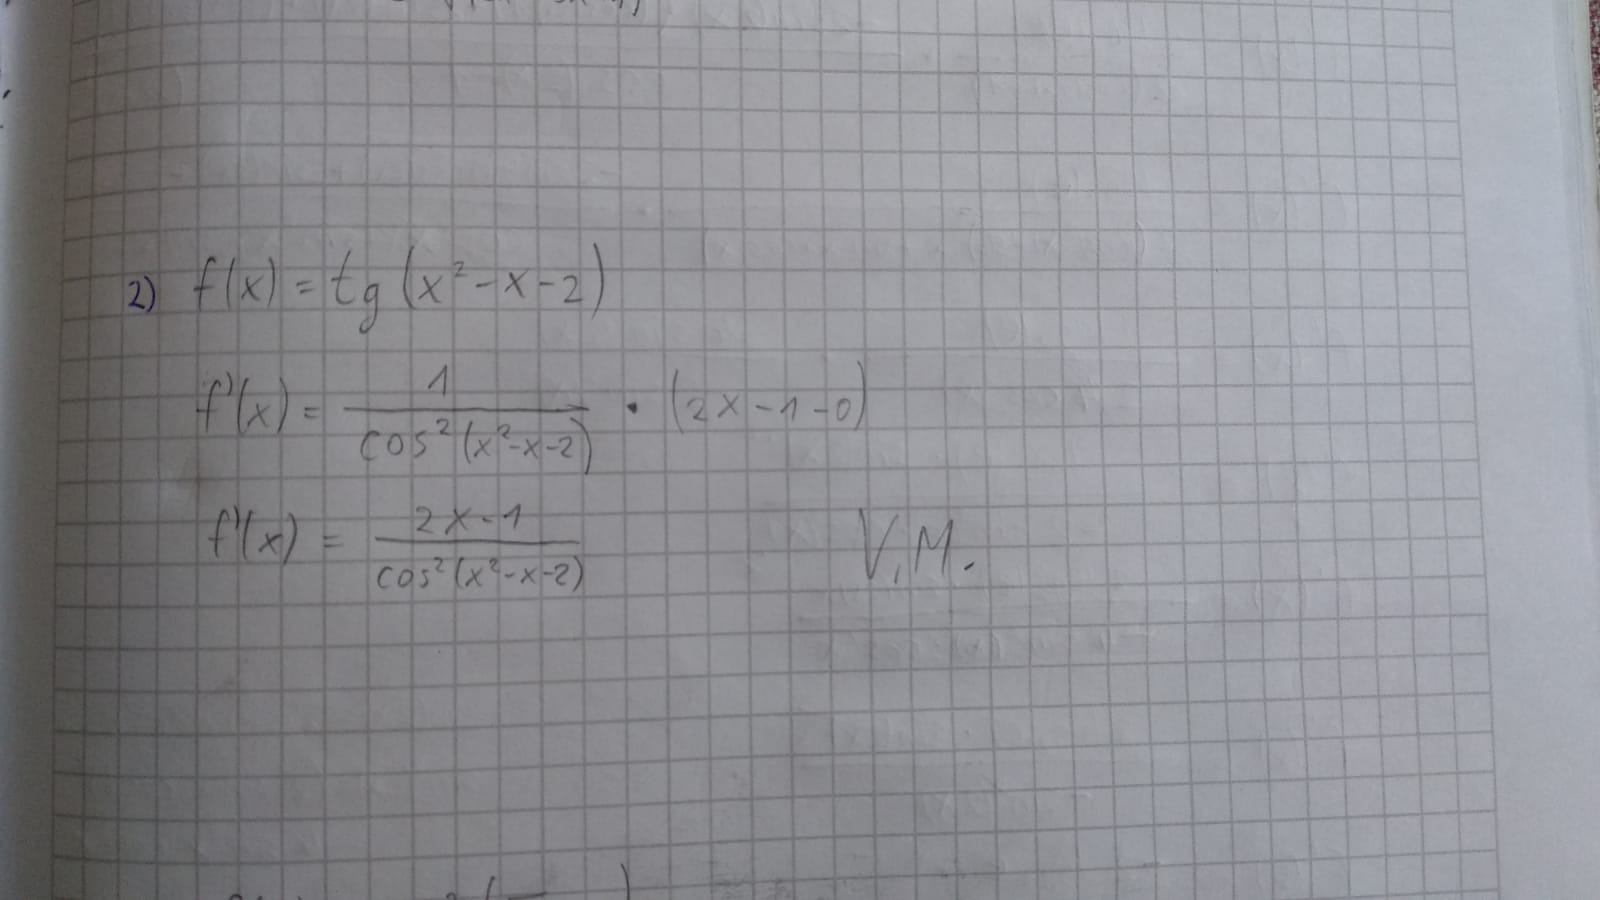 2) f(x) = tg (x² - x - 2)
f'(x) = 1 / cos² (x² - x - 2) · (2x - 1 - 0)
f'(x) = 2x - 1 / cos² (x² - x - 2) V.M.